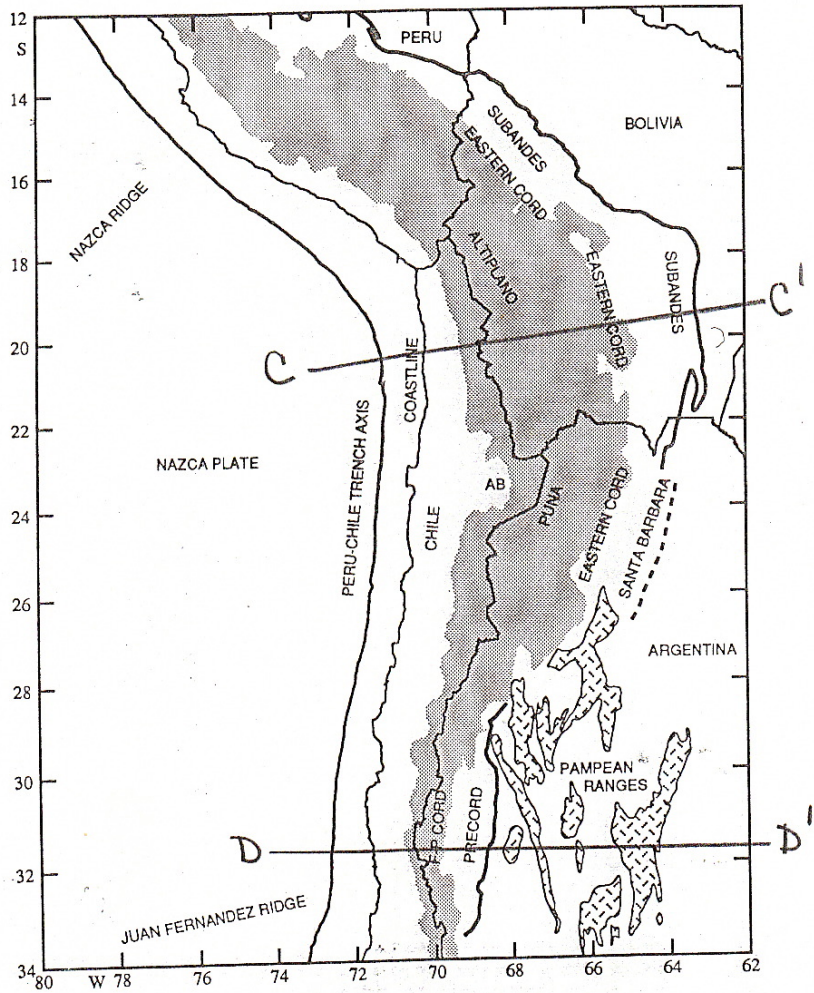 12
S
14
16
18
20
22
24
26
28
30
32
34
80
W 78
76
74
72
70
68
66
64
62
PERU
BOLIVIA
SUBANDES
EASTERN CORD
NAZCA RIDGE
ALTIPLANO
EASTERN CORD
SUBANDES
C
C'
COASTLINE
NAZCA PLATE
PERU-CHILE TRENCH AXIS
CHILE
AB
PUNA
EASTERN CORD
SANTA BARBARA
ARGENTINA
PAMPEAN
RANGES
CORD
PRECORD
D
D'
JUAN FERNANDEZ RIDGE